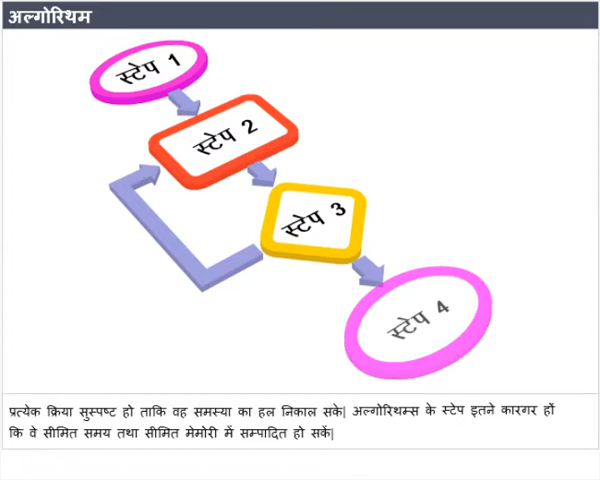 अल्गोरिथम
स्टेप 1
स्टेप 2
स्टेप 3
स्टेप 4
प्रत्येक क्रिया सुस्पष्ट हो ताकि वह समस्या का हल निकाल सके| अल्गोरिथम्स के स्टेप इतने कारगर हों
कि वे सीमित समय तथा सीमित मेमोरी में सम्पादित हो सकें|